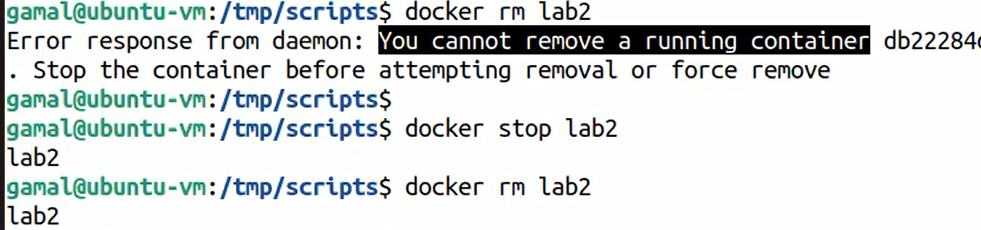 gamal@ubuntu-vm:/tmp/scripts$ docker rm lab2
Error response from daemon: You cannot remove a running container db22284
. Stop the container before attempting removal or force remove
gamal@ubuntu-vm:/tmp/scripts$
gamal@ubuntu-vm:/tmp/scripts$ docker stop lab2
lab2
gamal@ubuntu-vm:/tmp/scripts$ docker rm lab2
lab2